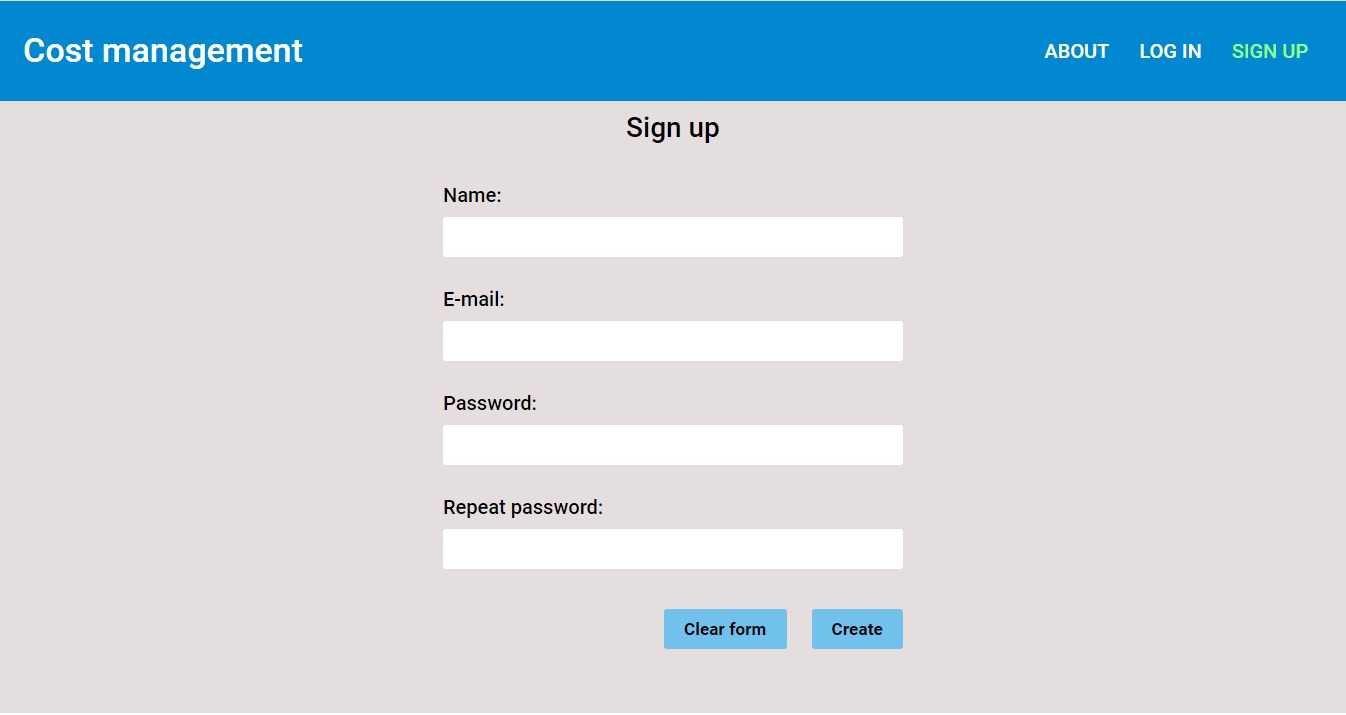 Cost management
ABOUT LOG IN SIGN UP
Sign up
Name:
E-mail:
Password:
Repeat password:
Clear form Create